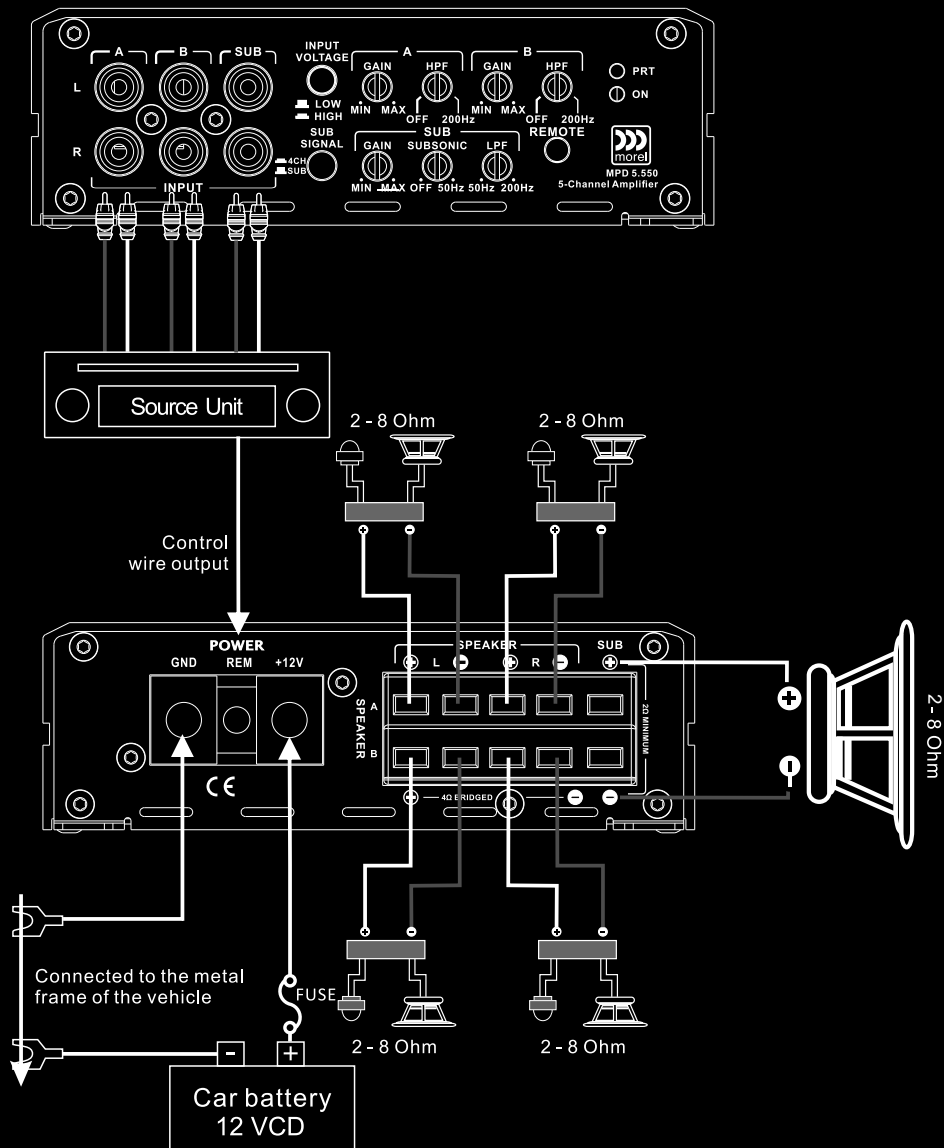 A B SUB
L
R
INPUT
INPUT
VOLTAGE
LOW
HIGH
SUB
SIGNAL
4CH
SUB
A
GAIN HPF
MIN MAX OFF 200Hz
B
GAIN HPF
MIN MAX OFF 200Hz
SUB
GAIN SUBSONIC LPF
MIN MAX OFF 50Hz 50Hz 200Hz
REMOTE
PRT
ON
morel
MPD 5.550
5-Channel Amplifier
Source Unit
2 - 8 Ohm
2 - 8 Ohm
Control
wire output
POWER
GND REM +12V
CE
SPEAKER SUB
+ L - + R - +
SPEAKER
A
B
2Ω MINIMUM
+ 4Ω BRIDGED - -
+ -
+ -
+
-
2 - 8 Ohm
+ -
+ -
Connected to the metal
frame of the vehicle
FUSE
2 - 8 Ohm
2 - 8 Ohm
- +
Car battery
12 VCD